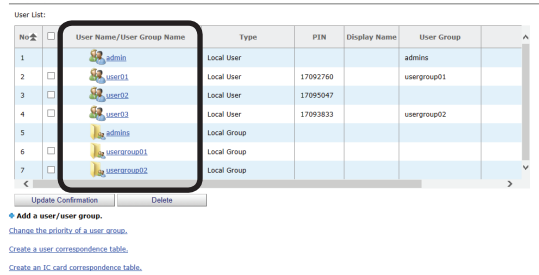 User List:
No User Name/User Group Name Type PIN Display Name User Group
1 admin Local User admins
2 user01 Local User 17092760 usergroup01
3 user02 Local User 17095047
4 user03 Local User 17093833 usergroup02
5 admins Local Group
6 usergroup01 Local Group
7 usergroup02 Local Group
Update Confirmation Delete
Add a user/user group.
Change the priority of a user group.
Create a user correspondence table.
Create an IC card correspondence table.